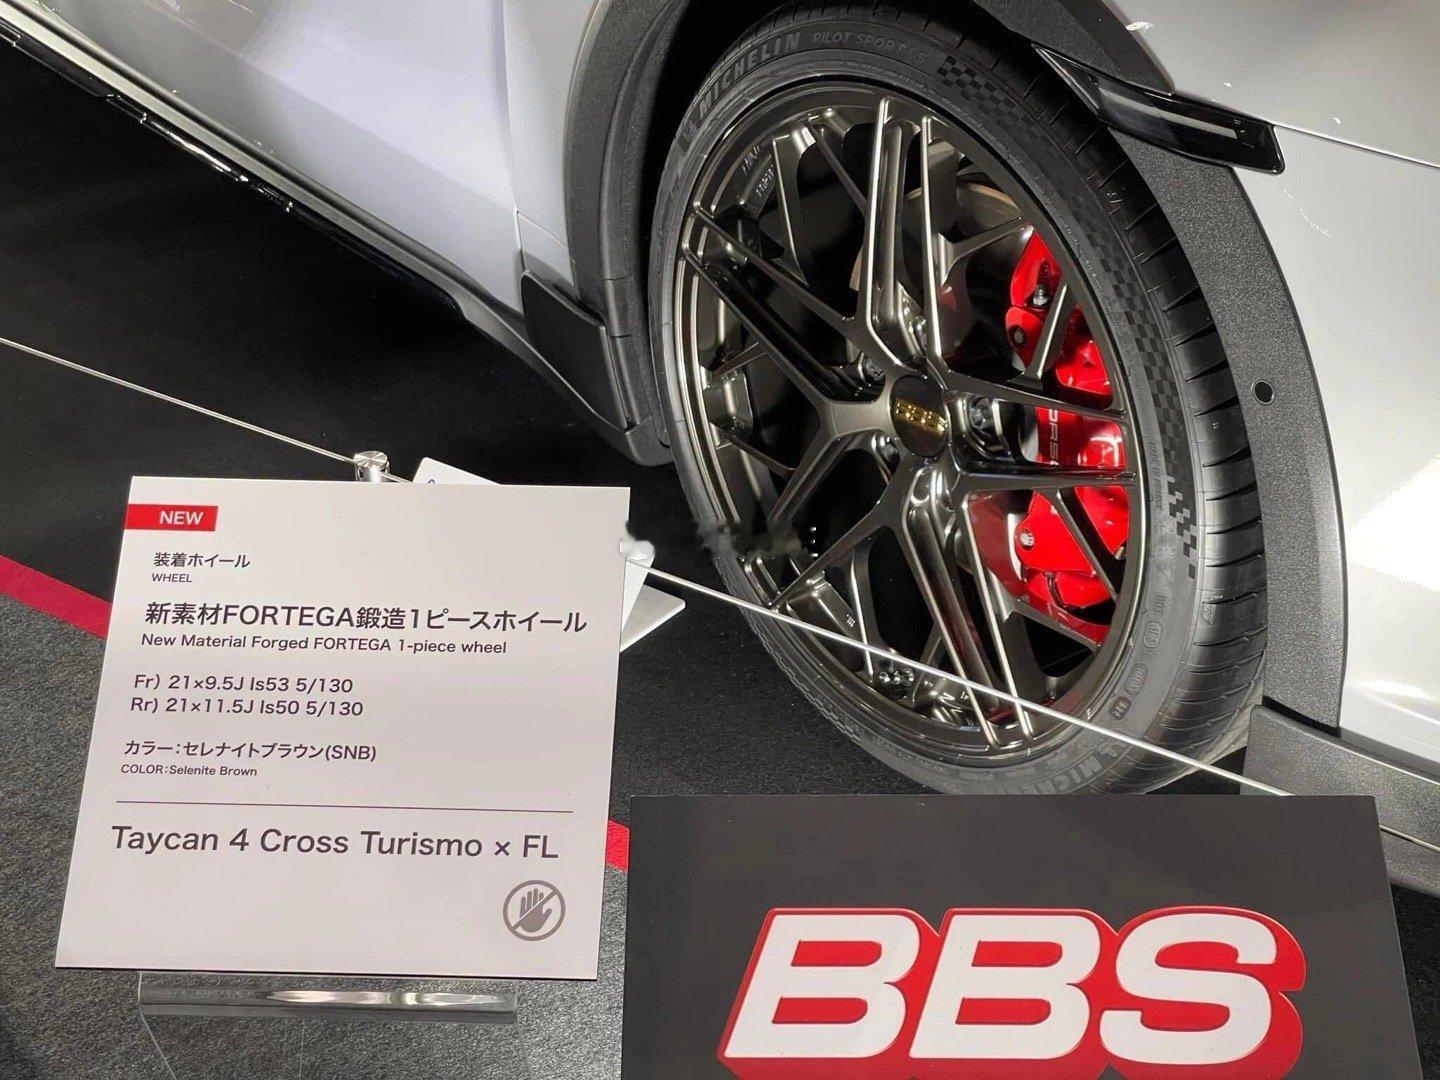 MICHELIN PILOT SPORT
BBS
NEW
装着ホイール
WHEEL
新素材FORTEGA鍛造1ピースホイール
New Material Forged FORTEGA 1-piece wheel
Fr) 21×9.5J Is53 5/130
Rr) 21×11.5J Is50 5/130
カラー：セレナイトブラウン(SNB)
COLOR:Selenite Brown
Taycan 4 Cross Turismo × FL
BBS